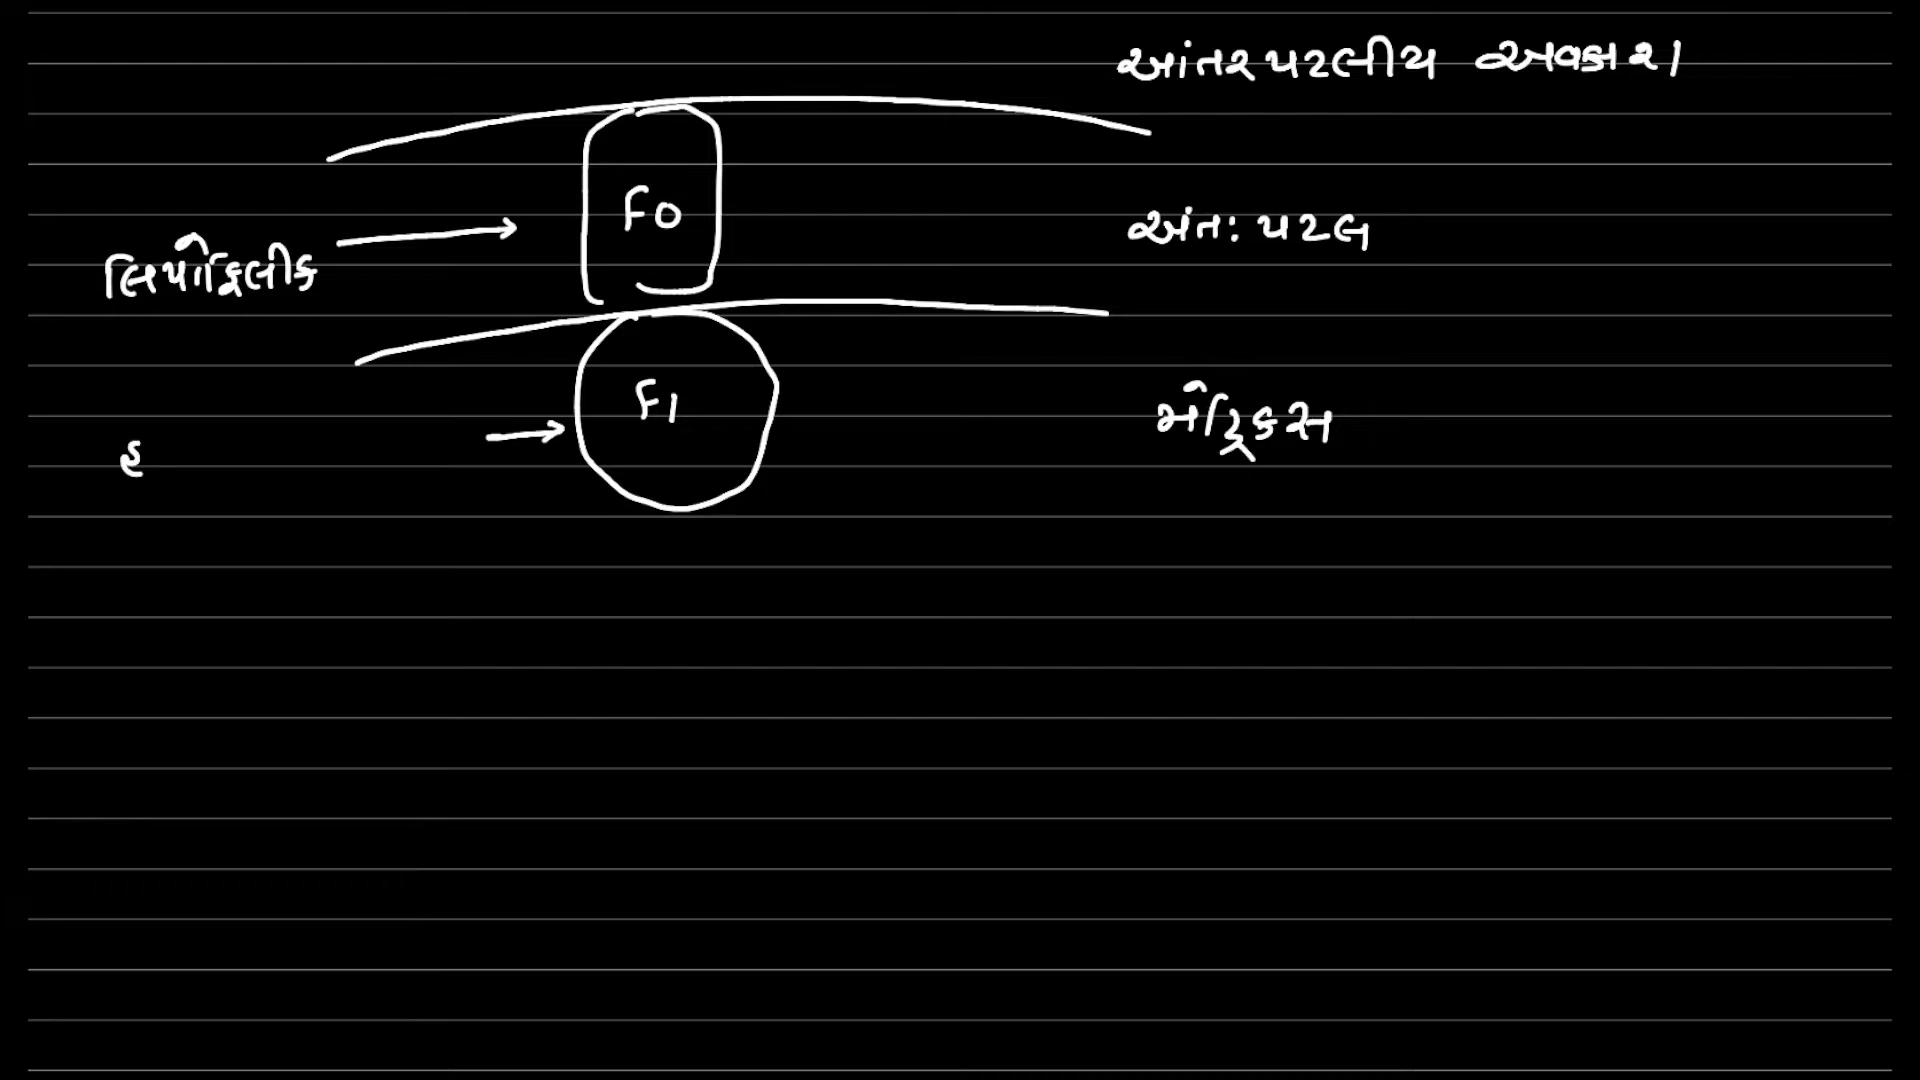 આંતરપટલીય અવકાશ
F0
અંત: પટલ
લિપોફિલીક
F1
મેટ્રિક્સ
હ